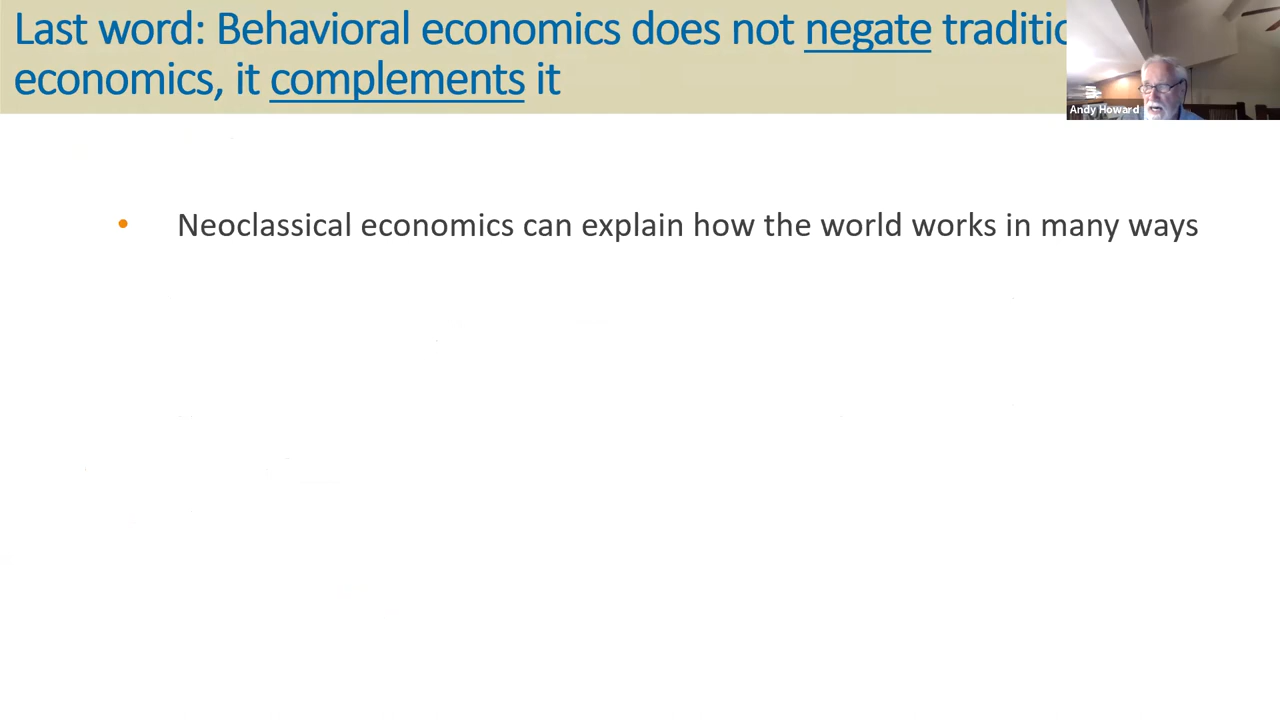 Last word: Behavioral economics does not negate traditio
economics, it complements it
Andy Howard
• Neoclassical economics can explain how the world works in many ways